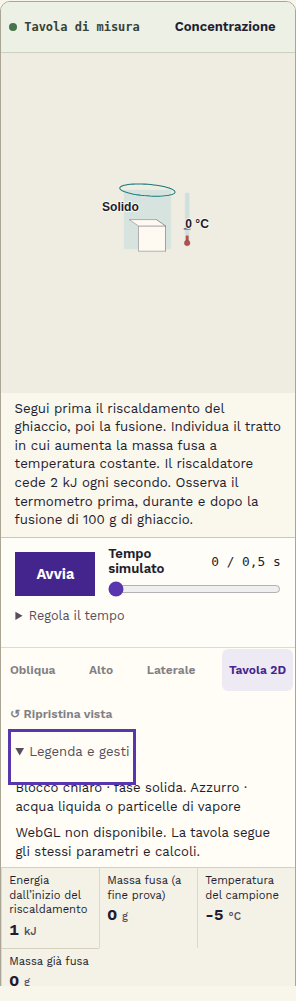 Tavola di misura
Concentrazione
Solido
0 °C
Segui prima il riscaldamento del
ghiaccio, poi la fusione. Individua il tratto
in cui aumenta la massa fusa a
temperatura costante. Il riscaldatore
cede 2 kJ ogni secondo. Osserva il
termometro prima, durante e dopo la
fusione di 100 g di ghiaccio.
Avvia
Tempo
simulato
0 / 0,5 s
▶ Regola il tempo
Obliqua
Alto
Laterale
Tavola 2D
↺ Ripristina vista
▼ Legenda e gesti
Blocco chiaro · fase solida. Azzurro ·
acqua liquida o particelle di vapore
WebGL non disponibile. La tavola segue
gli stessi parametri e calcoli.
Energia
dall'inizio del
riscaldamento
1 kJ
Massa fusa (a
fine prova)
0 g
Temperatura
del campione
-5 °C
Massa già fusa
0 g